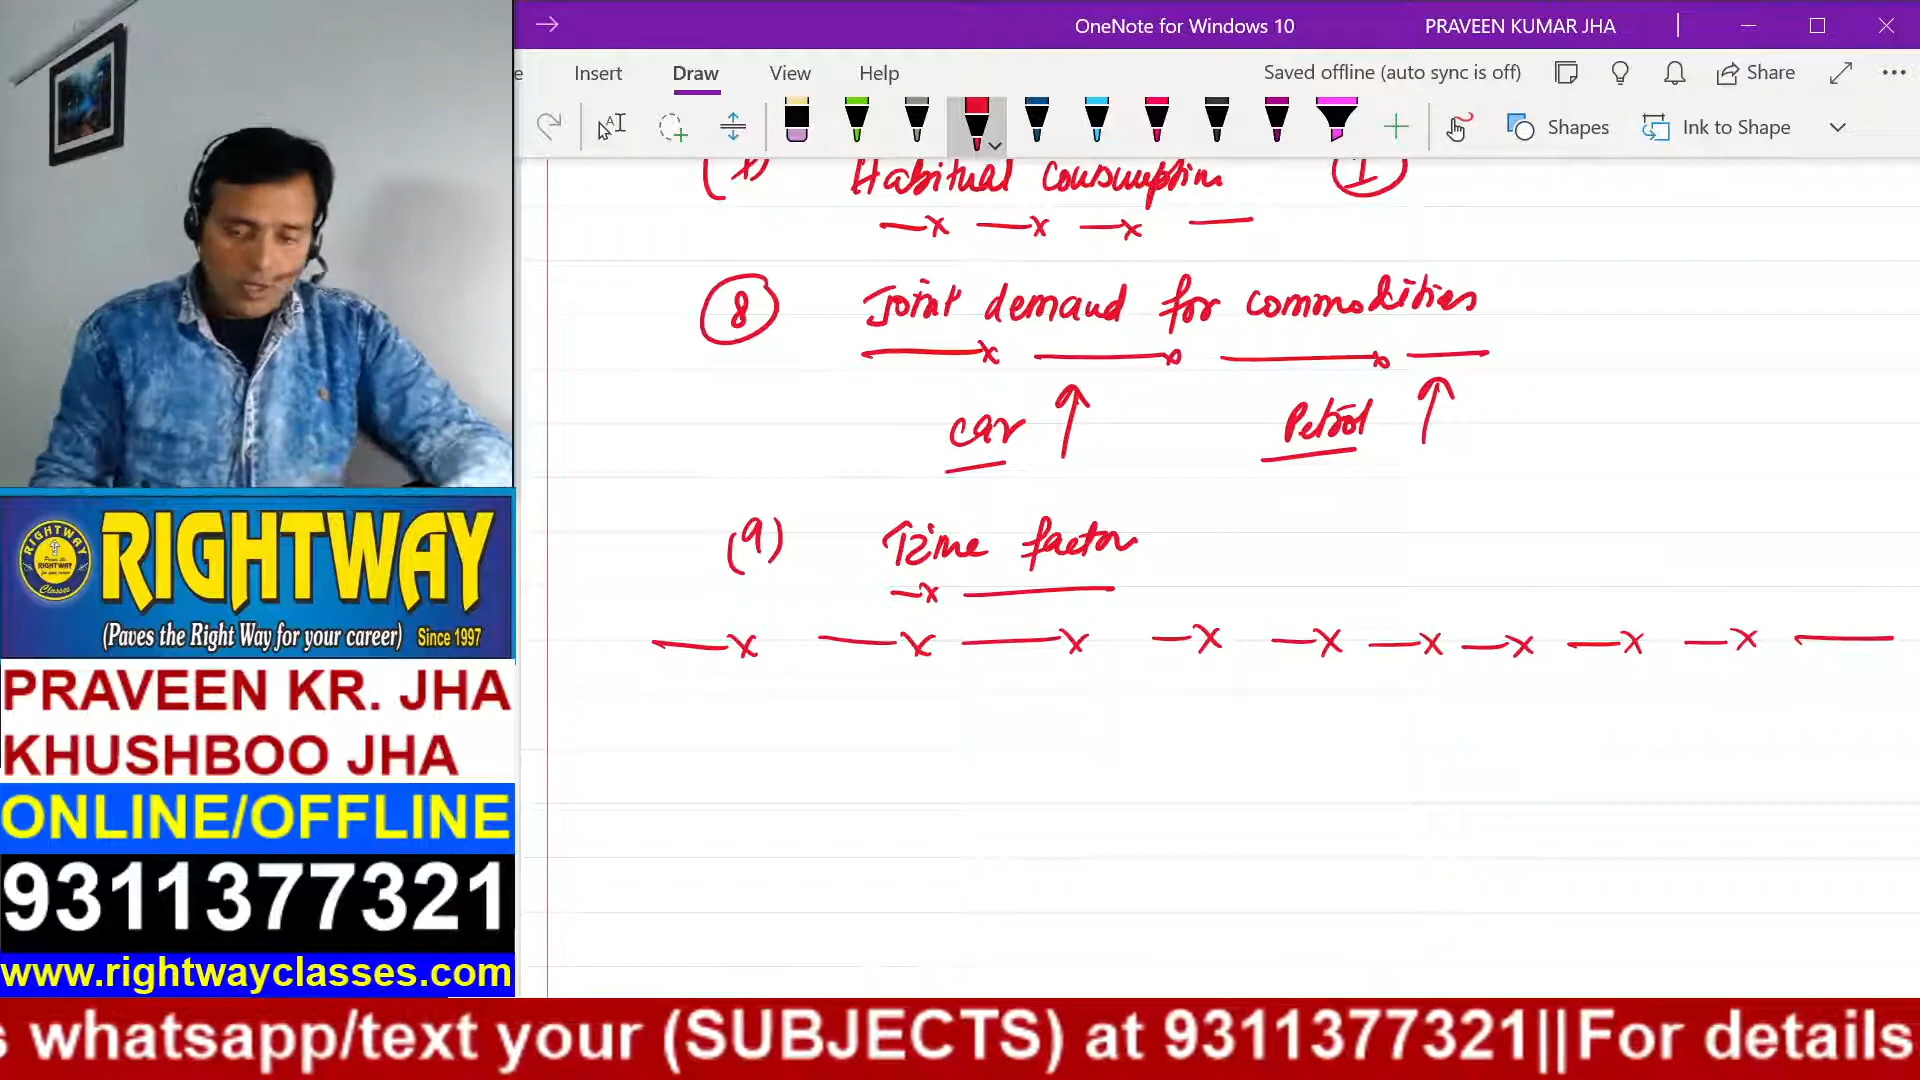 OneNote for Windows 10 PRAVEEN KUMAR JHA
Insert Draw View Help Saved offline (auto sync is off) Share
Shapes Ink to Shape
Habitual consumption I
8 Joint demand for commodities
car ↑ Petrol ↑
(9) Time factor
RIGHTWAY
RIGHTWAY
Classes
RIGHTWAY
(Paves the Right Way for your career) Since 1997
PRAVEEN KR. JHA
KHUSHBOO JHA
ONLINE/OFFLINE
9311377321
www.rightwayclasses.com
s whatsapp/text your (SUBJECTS) at 9311377321||For details